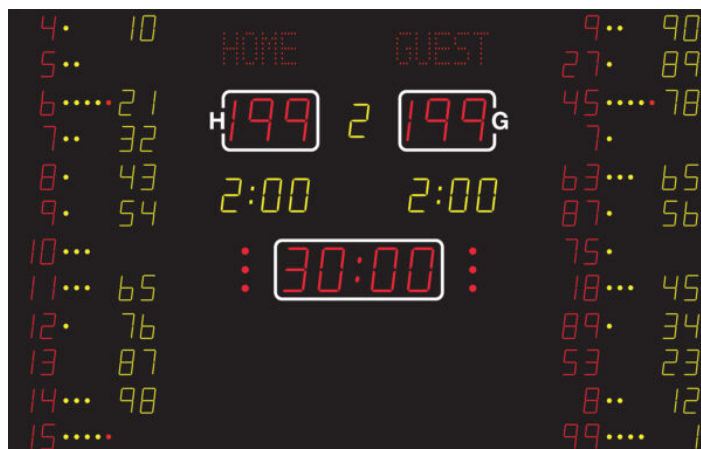 4 10 HOME GUEST 9 90
5 27 89
6 21 H 199 2 199 G 45 78
7 32 7
8 43 2:00 2:00 63 65
9 54 87 56
10 30:00 75
11 65 18 45
12 76 89 34
13 87 53 23
14 98 8 12
15 99 1